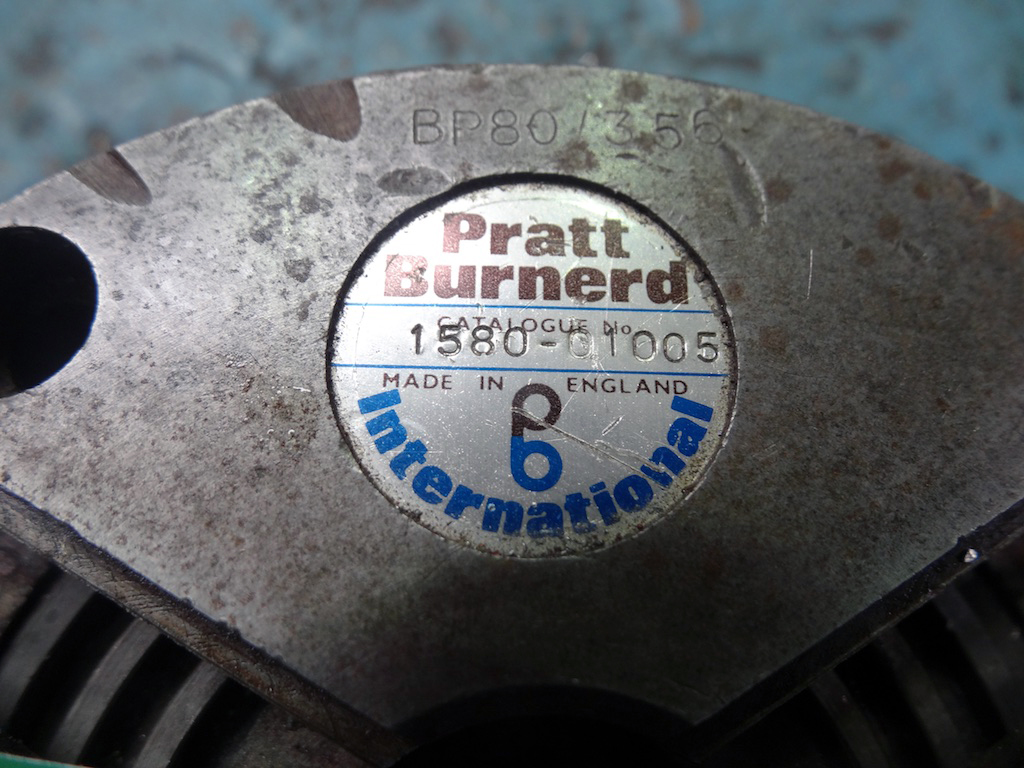 BP80/356
Pratt
Burnerd
CATALOGUE No
1580-01005
MADE IN ENGLAND
International